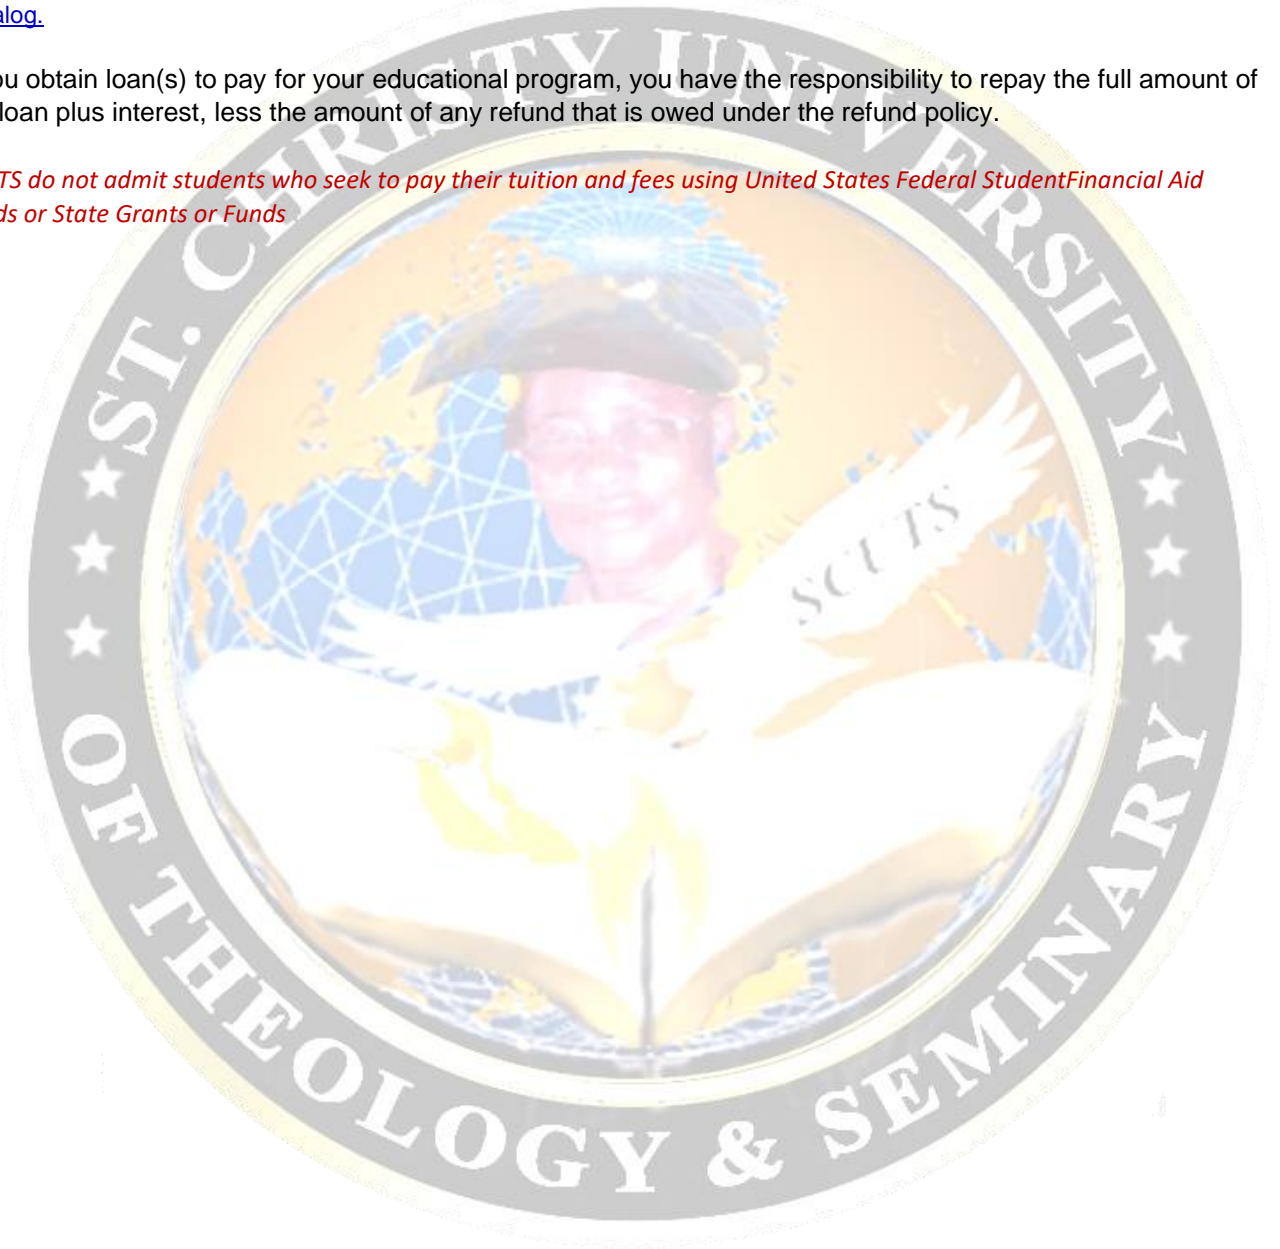 alog.
ou obtain loan(s) to pay for your educational program, you have the responsibility to repay the full amount of
loan plus interest, less the amount of any refund that is owed under the refund policy.
TS do not admit students who seek to pay their tuition and fees using United States Federal StudentFinancial Aid
ds or State Grants or Funds
ST. CHRISTY UNIVERSITY
SCUTS
OF THEOLOGY & SEMINARY